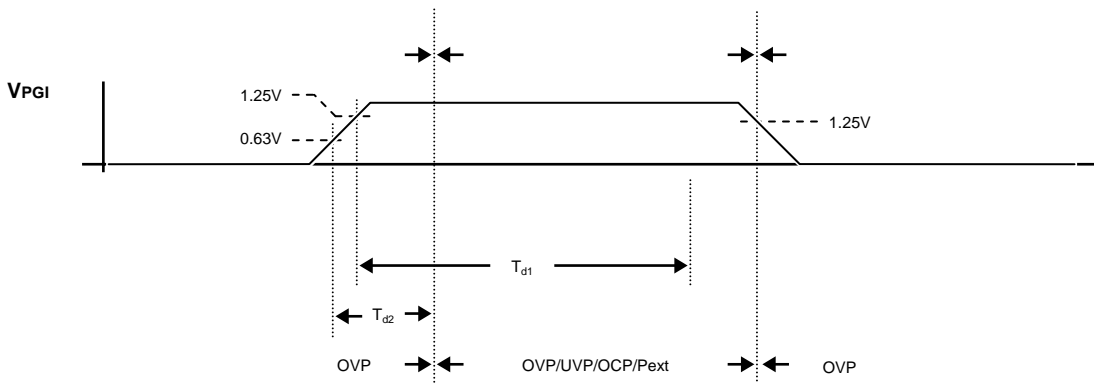 VPGI
1.25V
0.63V
1.25V
Td1
Td2
OVP
OVP/UVP/OCP/Pext
OVP